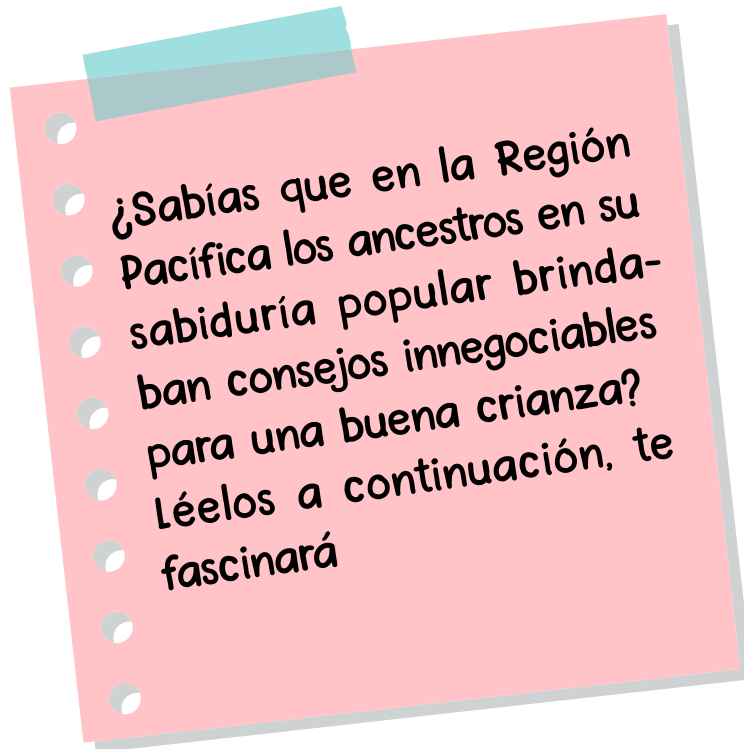 ¿Sabías que en la Región
Pacífica los ancestros en su
sabiduría popular brinda-
ban consejos innegociables
para una buena crianza?
Léelos a continuación, te
fascinará